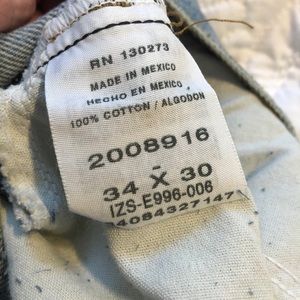 RN 130273
MADE IN MEXICO
HECHO EN MEXICO
100% COTTON / ALGODON
2008916
-
34 X 30
IZS-E996-006
4084327147